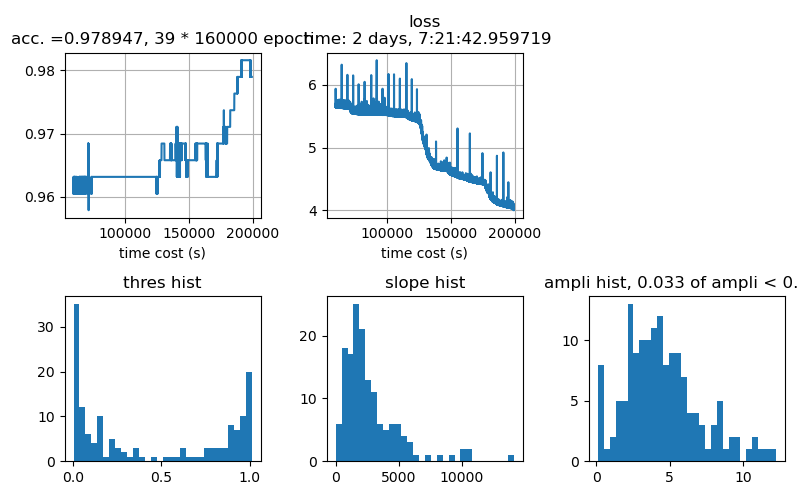 acc. =0.978947, 39 * 160000 epoch
loss
time: 2 days, 7:21:42.959719
0.98
0.97
0.96
100000 150000 200000
time cost (s)
6
5
4
100000 150000 200000
time cost (s)
thres hist
30
20
10
0
0.0 0.5 1.0
slope hist
20
10
0
0 5000 10000
ampli hist, 0.033 of ampli < 0.
10
5
0
0 5 10